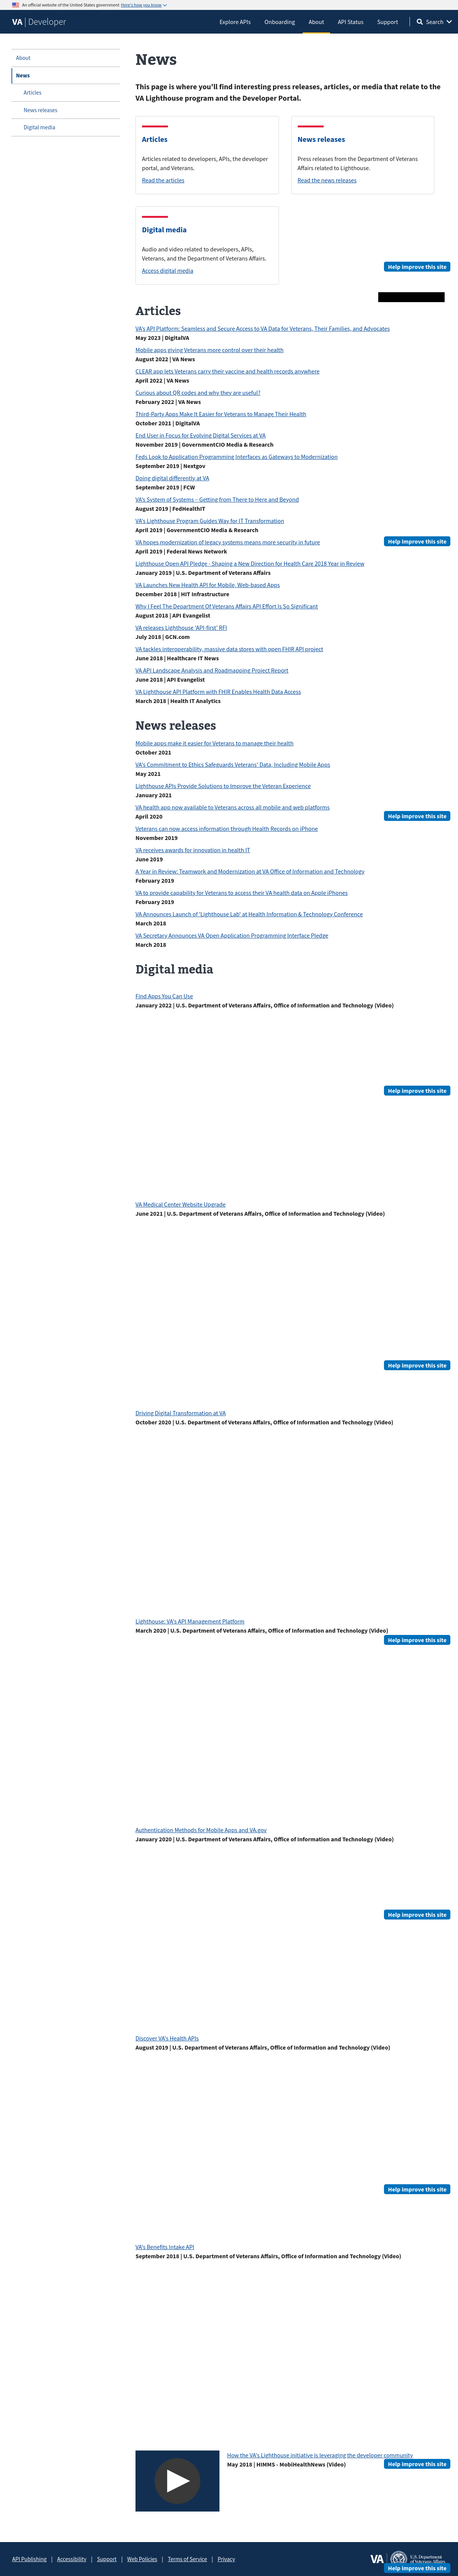 An official website of the United States government Here's how you know
VA | Developer
Explore APIs
Onboarding
About
API Status
Support
Search
About
News
Articles
News releases
Digital media
News
This page is where you'll find interesting press releases, articles, or media that relate to the
VA Lighthouse program and the Developer Portal.
Articles
Articles related to developers, APIs, the developer
portal, and Veterans.
Read the articles
News releases
Press releases from the Department of Veterans
Affairs related to Lighthouse.
Read the news releases
Digital media
Audio and video related to developers, APIs,
Veterans, and the Department of Veterans Affairs.
Access digital media
Help improve this site
Articles
VA's API Platform: Seamless and Secure Access to VA Data for Veterans, Their Families, and Advocates
May 2023 | DigitalVA
Mobile apps giving Veterans more control over their health
August 2022 | VA News
CLEAR app lets Veterans carry their vaccine and health records anywhere
April 2022 | VA News
Curious about QR codes and why they are useful?
February 2022 | VA News
Third-Party Apps Make It Easier for Veterans to Manage Their Health
October 2021 | DigitalVA
End User in Focus for Evolving Digital Services at VA
November 2019 | GovernmentCIO Media & Research
Feds Look to Application Programming Interfaces as Gateways to Modernization
September 2019 | Nextgov
Doing digital differently at VA
September 2019 | FCW
VA's System of Systems – Getting from There to Here and Beyond
August 2019 | FedHealthIT
VA's Lighthouse Program Guides Way for IT Transformation
April 2019 | GovernmentCIO Media & Research
VA hopes modernization of legacy systems means more security in future
Help improve this site
April 2019 | Federal News Network
Lighthouse Open API Pledge - Shaping a New Direction for Health Care 2018 Year in Review
January 2019 | U.S. Department of Veterans Affairs
VA Launches New Health API for Mobile, Web-based Apps
December 2018 | HIT Infrastructure
Why I Feel The Department Of Veterans Affairs API Effort Is So Significant
August 2018 | API Evangelist
VA releases Lighthouse 'API-first' RFI
July 2018 | GCN.com
VA tackles interoperability, massive data stores with open FHIR API project
June 2018 | Healthcare IT News
VA API Landscape Analysis and Roadmapping Project Report
June 2018 | API Evangelist
VA Lighthouse API Platform with FHIR Enables Health Data Access
March 2018 | Health IT Analytics
News releases
Mobile apps make it easier for Veterans to manage their health
October 2021
VA's Commitment to Ethics Safeguards Veterans' Data, Including Mobile Apps
May 2021
Lighthouse APIs Provide Solutions to Improve the Veteran Experience
January 2021
VA health app now available to Veterans across all mobile and web platforms
April 2020
Help improve this site
Veterans can now access information through Health Records on iPhone
November 2019
VA receives awards for innovation in health IT
June 2019
A Year in Review: Teamwork and Modernization at VA Office of Information and Technology
February 2019
VA to provide capability for Veterans to access their VA health data on Apple iPhones
February 2019
VA Announces Launch of 'Lighthouse Lab' at Health Information & Technology Conference
March 2018
VA Secretary Announces VA Open Application Programming Interface Pledge
March 2018
Digital media
Find Apps You Can Use
January 2022 | U.S. Department of Veterans Affairs, Office of Information and Technology (Video)
Help improve this site
VA Medical Center Website Upgrade
June 2021 | U.S. Department of Veterans Affairs, Office of Information and Technology (Video)
Help improve this site
Driving Digital Transformation at VA
October 2020 | U.S. Department of Veterans Affairs, Office of Information and Technology (Video)
Lighthouse: VA's API Management Platform
March 2020 | U.S. Department of Veterans Affairs, Office of Information and Technology (Video)
Help improve this site
Authentication Methods for Mobile Apps and VA.gov
January 2020 | U.S. Department of Veterans Affairs, Office of Information and Technology (Video)
Help improve this site
Discover VA's Health APIs
August 2019 | U.S. Department of Veterans Affairs, Office of Information and Technology (Video)
Help improve this site
VA's Benefits Intake API
September 2018 | U.S. Department of Veterans Affairs, Office of Information and Technology (Video)
How the VA's Lighthouse initiative is leveraging the developer community
May 2018 | HIMMS - MobiHealthNews (Video)
Help improve this site
API Publishing | Accessibility | Support | Web Policies | Terms of Service | Privacy
VA
U.S. Department
of Veterans Affairs
Help improve this site